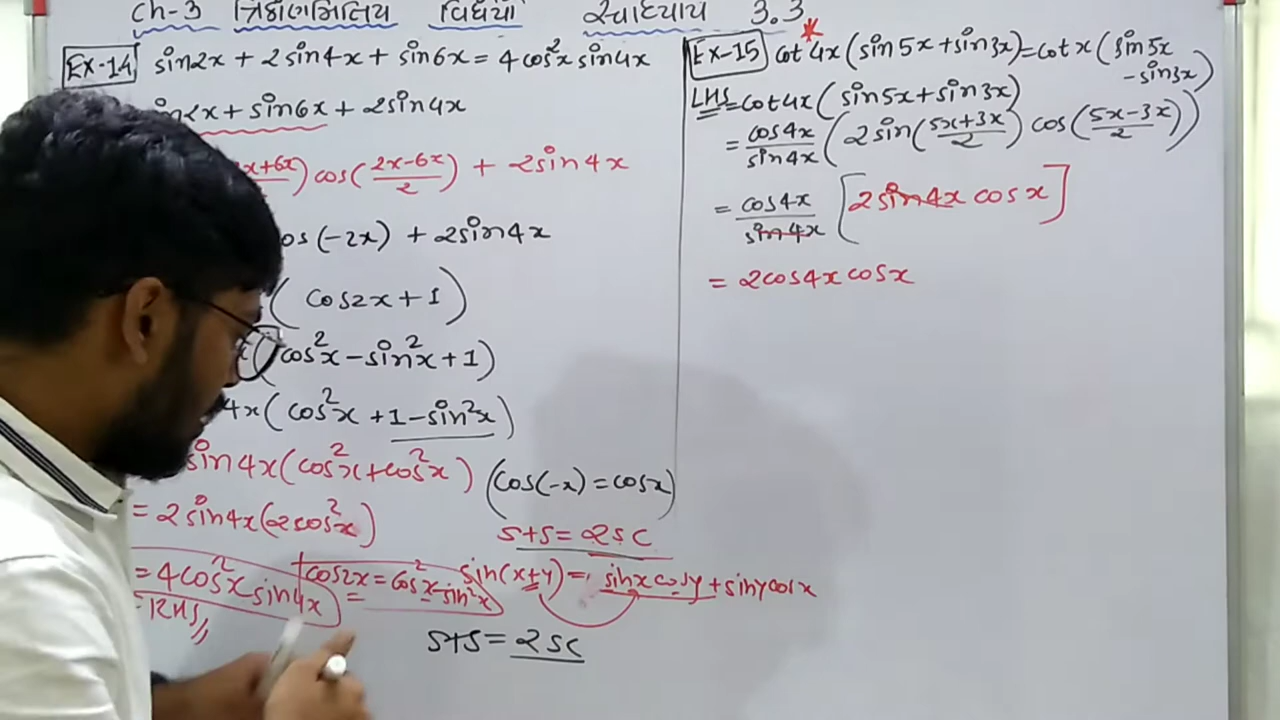 Ch-3 ત્રિકોણમિતિય વિધેયો સ્વાધ્યાય 3.3
EX-14 sin2x + 2sin4x + sin6x = 4cos²x sin4x
in2x + sin6x + 2sin4x
x+6x) cos(2x-6x/2) + 2sin4x
os(-2x) + 2sin4x
(cos2x + 1)
(cos²x - sin²x + 1)
4x(cos²x + 1 - sin²x)
sin4x(cos²x + cos²x)
= 2sin4x(2cos²x)
= 4cos²x sin4x
= RHS
(cos(-x) = cosx)
s+s = 2sc
cos2x = cos²x - sin²x
sin(x+y) = sinx cosy + siny cosx
s+s = 2sc
EX-15 cot4x(sin5x + sin3x) = cotx(sin5x
- sin3x)
LHS = cot4x(sin5x + sin3x)
= cos4x/sin4x (2sin(5x+3x/2) cos(5x-3x/2))
= cos4x/sin4x [2sin4x cosx]
= 2cos4x cosx